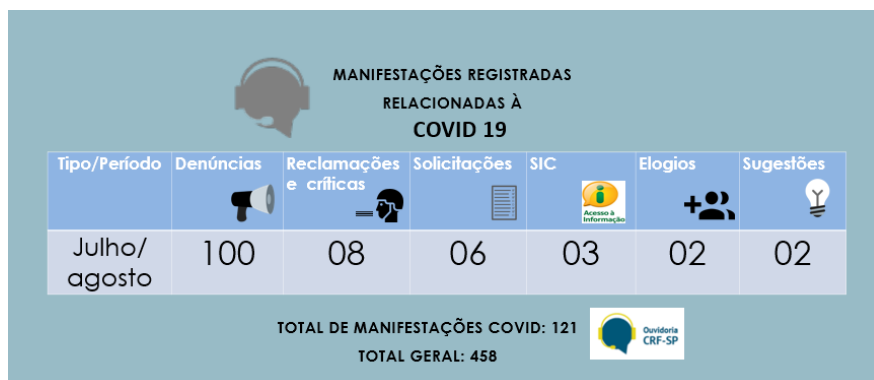 MANIFESTAÇÕES REGISTRADAS
RELACIONADAS À
COVID 19
Tipo/Período Denúncias Reclamações e críticas Solicitações SIC Elogios Sugestões
Acesso à
Informação
Julho/
agosto 100 08 06 03 02 02
TOTAL DE MANIFESTAÇÕES COVID: 121
TOTAL GERAL: 458
Ouvidoria
CRF-SP